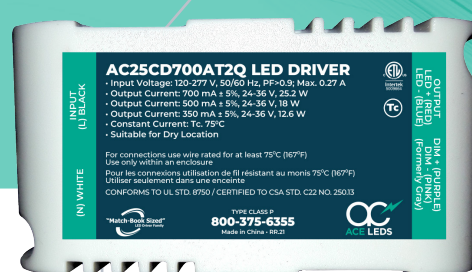 INPUT
(L) BLACK
(N) WHITE
AC25CD700AT2Q LED DRIVER
• Input Voltage: 120-277 V, 50/60 Hz, PF>0.9; Max. 0.27 A
• Output Current: 700 mA ± 5%, 24-36 V, 25.2 W
• Output Current: 500 mA ± 5%, 24-36 V, 18 W
• Output Current: 350 mA ± 5%, 24-36 V, 12.6 W
• Constant Current: Tc. 75°C
• Suitable for Dry Location
For connections use wire rated for at least 75°C (167°F)
Use only within an enclosure
Pour les connexions utilisation de fil résistant au monis 75°C (167°F)
Utiliser seulement dans une enceinte
CONFORMS TO UL STD. 8750 / CERTIFIED TO CSA STD. C22 NO. 250.13
"Match-Book Sized"
LED Driver Family
TYPE CLASS P
800-375-6355
Made in China • RR.21
ACE LEDS
Intertek
Tc
OUTPUT
LED + (RED)
LED - (BLUE)
DIM + (PURPLE)
DIM - (PINK)
(Formerly Gray)